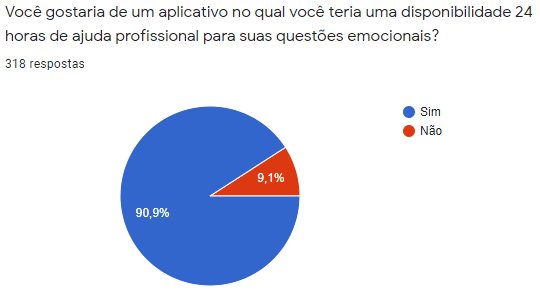 Você gostaria de um aplicativo no qual você teria uma disponibilidade 24
horas de ajuda profissional para suas questões emocionais?
318 respostas
Sim
Não
9,1%
90,9%